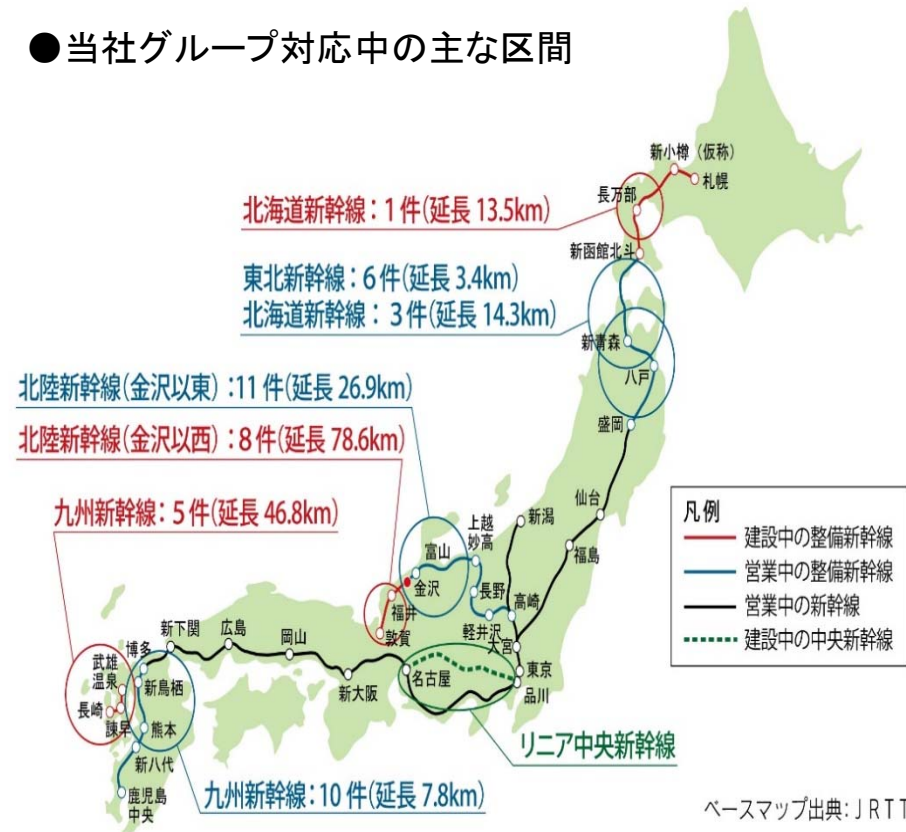 ●当社グループ対応中の主な区間
新小樽（仮称）
札幌
長万部
北海道新幹線：1件(延長 13.5km)
新函館北斗
東北新幹線：6件(延長 3.4km)
北海道新幹線：3件(延長 14.3km)
新青森
八戸
北陸新幹線(金沢以東)：11件(延長 26.9km)
盛岡
北陸新幹線(金沢以西)：8件(延長 78.6km)
仙台
九州新幹線：5件(延長 46.8km)
新潟
上越
妙高
富山
福島
金沢
長野
高崎
福井
軽井沢
敦賀
大宮
凡例
建設中の整備新幹線
営業中の整備新幹線
営業中の新幹線
建設中の中央新幹線
新下関
広島
岡山
博多
東京
武雄
温泉
新鳥栖
名古屋
品川
新大阪
長崎
諫早
熊本
リニア中央新幹線
新八代
鹿児島
中央
九州新幹線：10件(延長 7.8km)
ベースマップ出典：JRTT